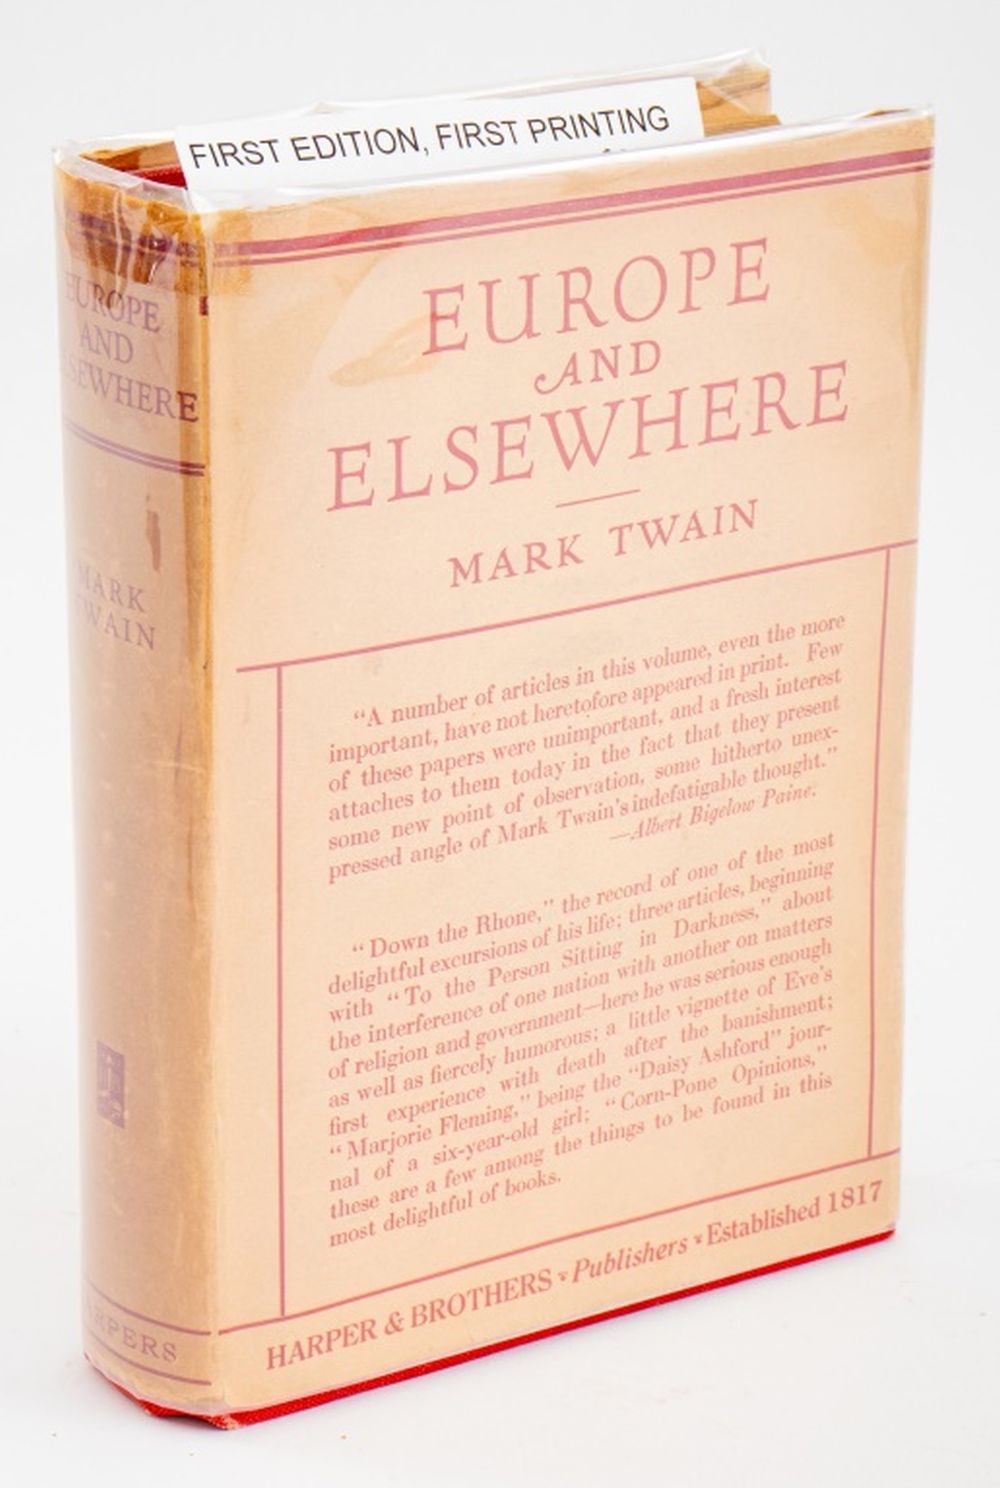 FIRST EDITION, FIRST PRINTING
EUROPE
AND
ELSEWHERE
MARK TWAIN
"A number of articles in this volume, even the more
important, have not heretofore appeared in print. Few
of these papers were unimportant, and a fresh interest
attaches to them today in the fact that they present
some new point of observation, some hitherto unex-
pressed angle of Mark Twain's indefatigable thought."
—Albert Bigelow Paine.
"Down the Rhone," the record of one of the most
delightful excursions of his life; three articles, beginning
with "To the Person Sitting in Darkness," about
the interference of one nation with another on matters
of religion and government—here he was serious enough
as well as fiercely humorous; a little vignette of Eve's
first experience with death after the banishment;
"Marjorie Fleming," being the "Daisy Ashford" jour-
nal of a six-year-old girl; "Corn-Pone Opinions,"
these are a few among the things to be found in this
most delightful of books.
HARPER & BROTHERS Publishers Established 1817
EUROPE
AND
ELSEWHERE
MARK
TWAIN
HARPERS